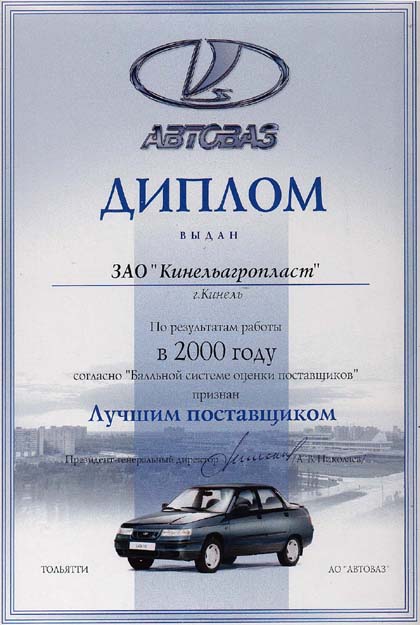 АВТОВАЗ
ДИПЛОМ
ВЫДАН
ЗАО "Кинельагропласт"
г.Кинель
По результатам работы
в 2000 году
согласно "Балльной системе оценки поставщиков"
признан
Лучшим поставщиком
Президент-генеральный директор А.В.Николаев
ТОЛЬЯТТИ АО "АВТОВАЗ"